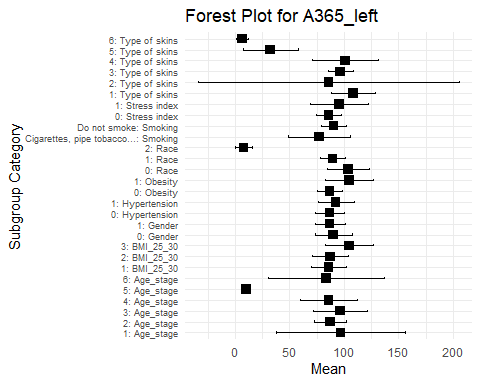 Forest Plot for A365_left
6: Type of skins
5: Type of skins
4: Type of skins
3: Type of skins
2: Type of skins
1: Type of skins
1: Stress index
0: Stress index
Do not smoke: Smoking
Cigarettes, pipe tobacco...: Smoking
2: Race
1: Race
0: Race
1: Obesity
0: Obesity
1: Hypertension
0: Hypertension
1: Gender
0: Gender
3: BMI_25_30
2: BMI_25_30
1: BMI_25_30
6: Age_stage
5: Age_stage
4: Age_stage
3: Age_stage
2: Age_stage
1: Age_stage
Subgroup Category
0 50 100 150 200
Mean